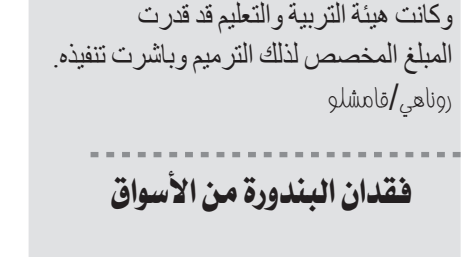 وكانت هيئة التربية والتعليم قد قدرت
المبلغ المخصص لذلك الترميم وباشرت تنفيذه.
روناهي/قامشلو
فقدان البندورة من الأسواق